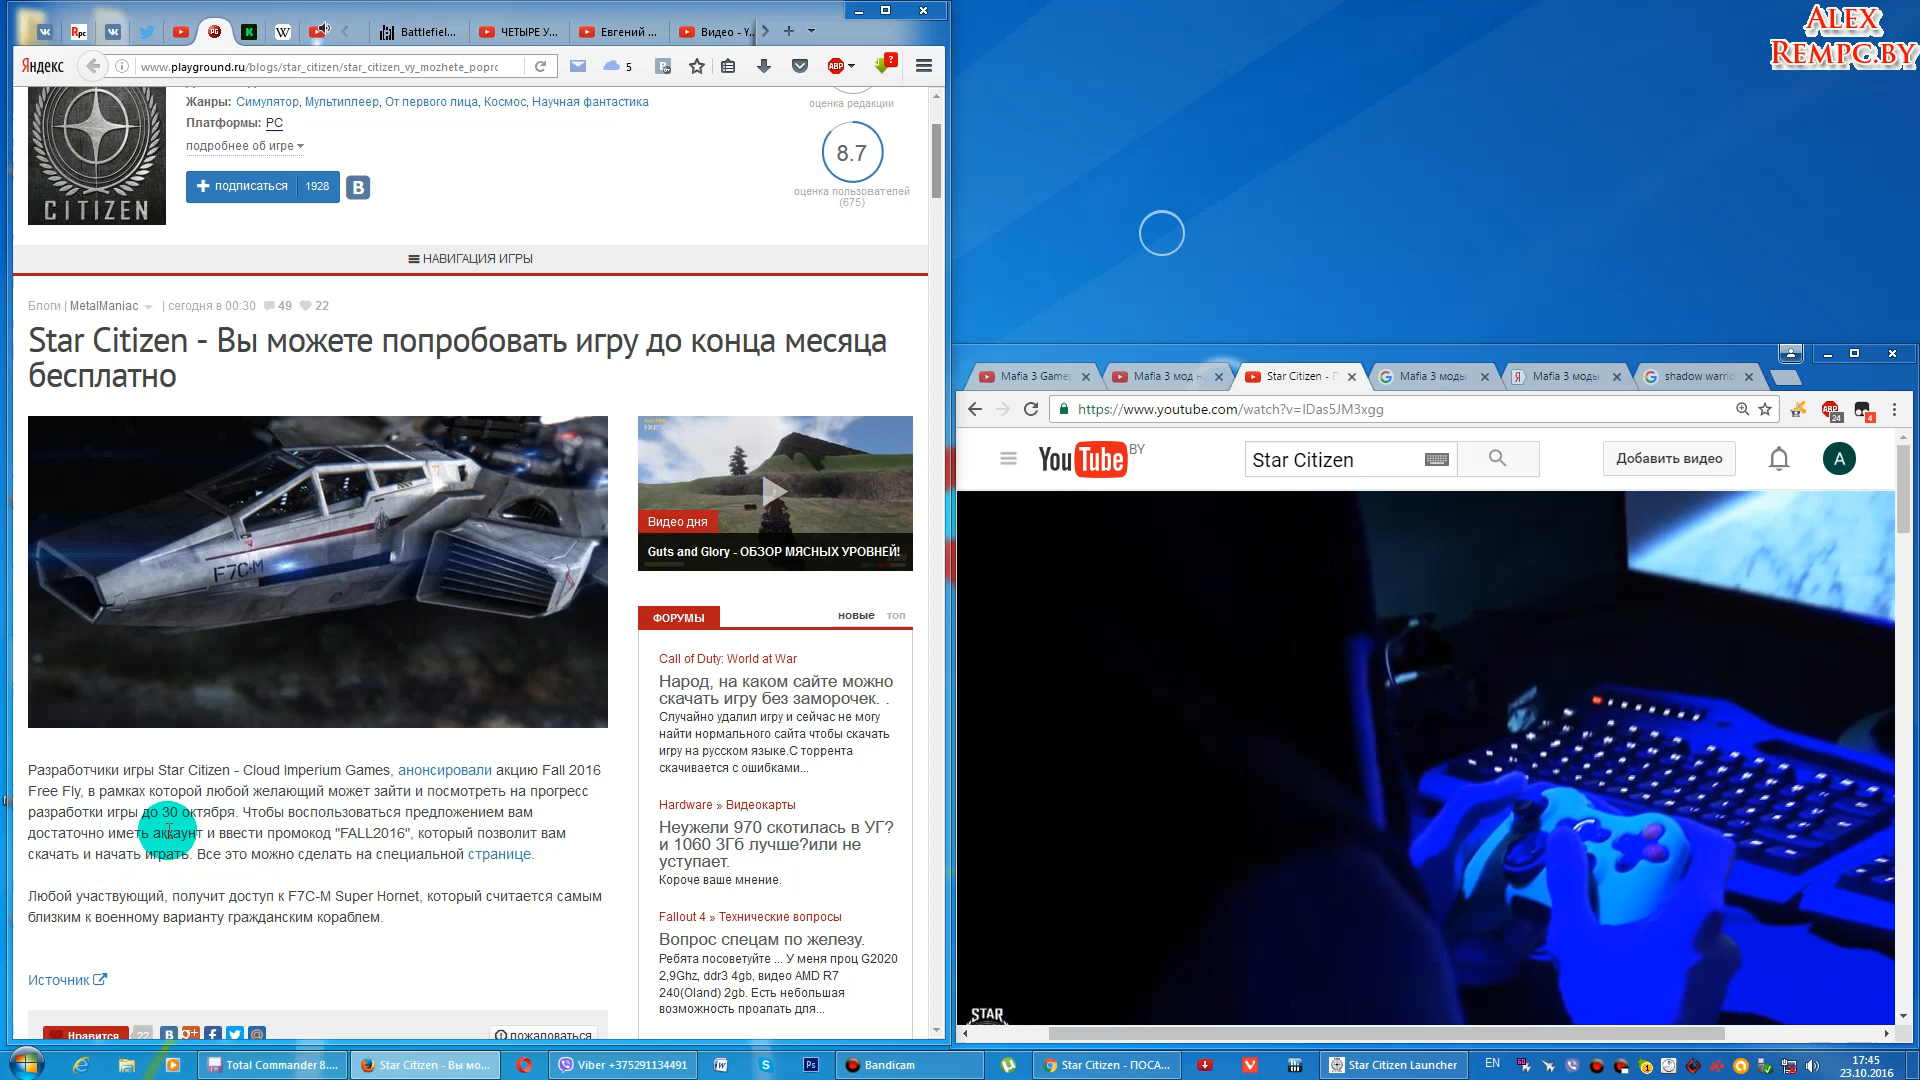 ALEX
REMPC.BY
Battlefiel...
ЧЕТЫРЕ У...
Евгений ...
Видео - Y...
Яндекс
www.playground.ru/blogs/star_citizen/star_citizen_vy_mozhete_popro
5
ABP
?
CITIZEN
Жанры: Симулятор, Мультиплеер, От первого лица, Космос, Научная фантастика
Платформы: PC
подробнее об игре
подписаться 1928
B
оценка редакции
8.7
оценка пользователей
(675)
НАВИГАЦИЯ ИГРЫ
Блоги | MetalManiac | сегодня в 00:30 49 22
Star Citizen - Вы можете попробовать игру до конца месяца
бесплатно
F7C-M
Видео дня
Guts and Glory - ОБЗОР МЯСНЫХ УРОВНЕЙ!
Разработчики игры Star Citizen - Cloud Imperium Games, анонсировали акцию Fall 2016
Free Fly, в рамках которой любой желающий может зайти и посмотреть на прогресс
разработки игры до 30 октября. Чтобы воспользоваться предложением вам
достаточно иметь аккаунт и ввести промокод "FALL2016", который позволит вам
скачать и начать играть. Все это можно сделать на специальной странице.
Любой участвующий, получит доступ к F7C-M Super Hornet, который считается самым
близким к военному варианту гражданским кораблем.
Источник
Нравится 22
пожаловаться
ФОРУМЫ
новые топ
Call of Duty: World at War
Народ, на каком сайте можно
скачать игру без заморочек. .
Случайно удалил игру и сейчас не могу
найти нормального сайта чтобы скачать
игру на русском языке.С торрента
скачивается с ошибками...
Hardware » Видеокарты
Неужели 970 скотилась в УГ?
и 1060 3Гб лучше?или не
уступает.
Короче ваше мнение.
Fallout 4 » Технические вопросы
Вопрос спецам по железу.
Ребята посоветуйте ... У меня проц G2020
2,9Ghz, ddr3 4gb, видео AMD R7
240(Oland) 2gb. Есть небольшая
возможность проапать для...
Mafia 3 Game
Mafia 3 мод н
Star Citizen - П
Mafia 3 моды
Mafia 3 моды
shadow warri
https://www.youtube.com/watch?v=IDas5JM3xgg
24
4
YouTube BY
Star Citizen
Добавить видео
A
STAR
Total Commander 8....
Star Citizen - Вы мо...
Viber +375291134491
Bandicam
Star Citizen - ПОСА...
Star Citizen Launcher
EN
17:45
23.10.2016